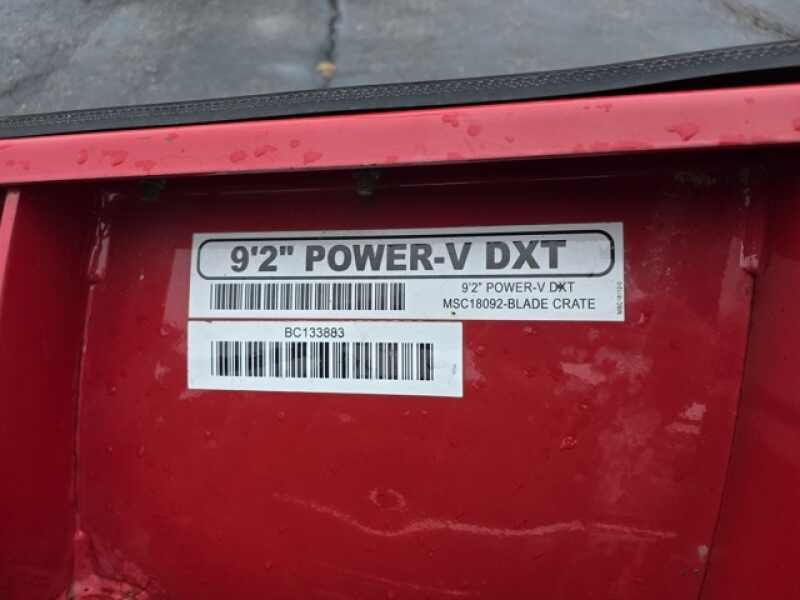 9'2" POWER-V DXT
9'2" POWER-V DXT
MSC18092-BLADE CRATE
BC133883